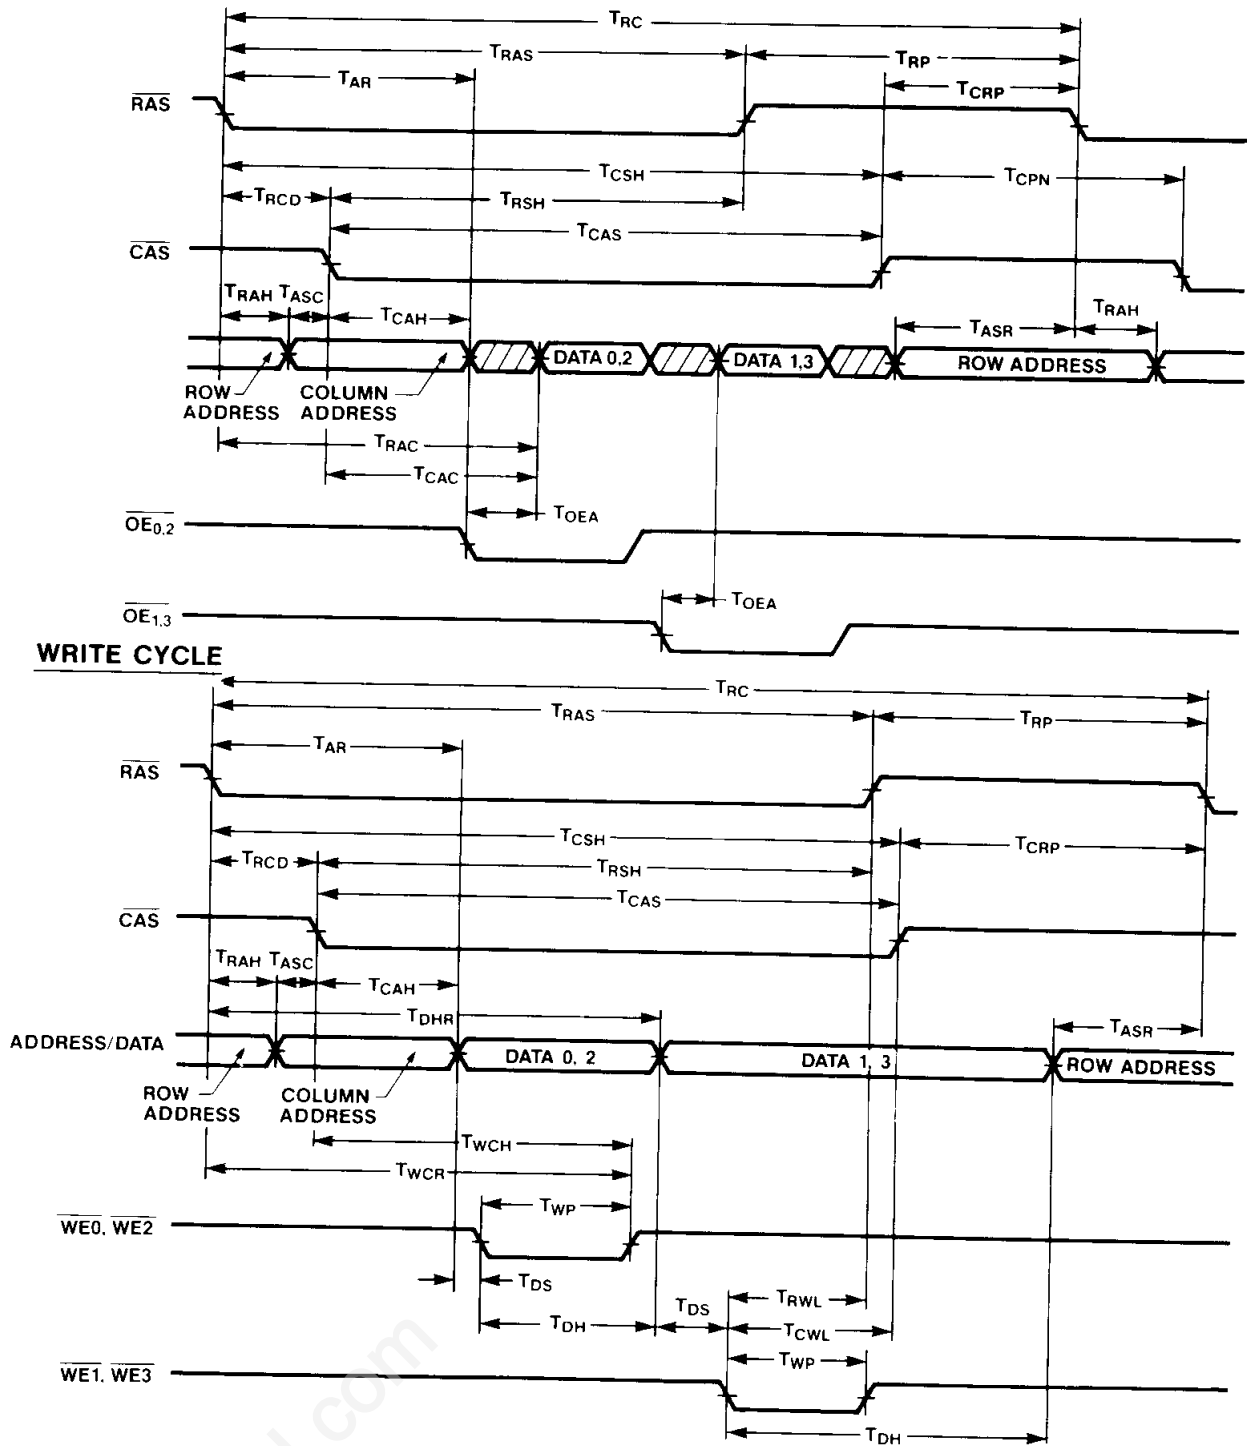 TRC
TRAS
TRP
TAR
TCRP
RAS
TCSH
TCPN
TRCD
TRSH
TCAS
CAS
TRAH TASC
TRAH
TCAH
TASR
DATA 0,2
DATA 1,3
ROW ADDRESS
ROW ADDRESS
COLUMN ADDRESS
TRAC
TCAC
TOEA
OE0,2
TOEA
OE1,3
WRITE CYCLE
TRC
TRAS
TRP
TAR
RAS
TCSH
TCRP
TRCD
TRSH
TCAS
CAS
TRAH TASC
TCAH
TDHR
TASR
ADDRESS/DATA
DATA 0, 2
DATA 1, 3
ROW ADDRESS
ROW ADDRESS
COLUMN ADDRESS
TWCH
TWCR
TWP
WE0, WE2
TDS
TRWL
TDS
TDH
TCWL
TWP
WE1, WE3
TDH